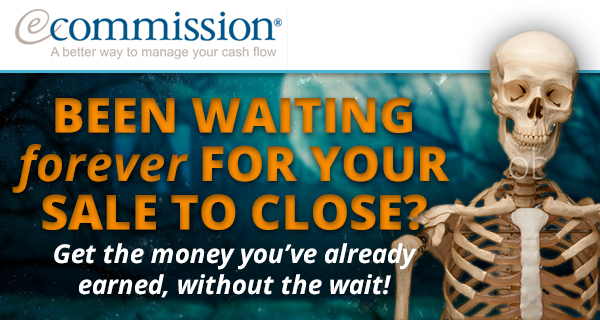 ecommission®
A better way to manage your cash flow
BEEN WAITING
forever FOR YOUR
SALE TO CLOSE?
Get the money you've already
earned, without the wait!